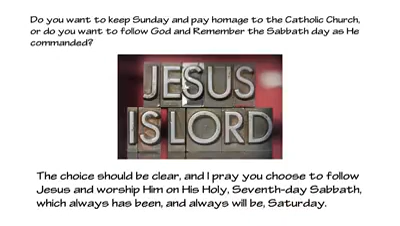 Do you want to keep Sunday and pay homage to the Catholic Church,
or do you want to follow God and Remember the Sabbath day as He
commanded?
JESUS
IS LORD
The choice should be clear, and I pray you choose to follow
Jesus and worship Him on His Holy, Seventh-day Sabbath,
which always has been, and always will be, Saturday.